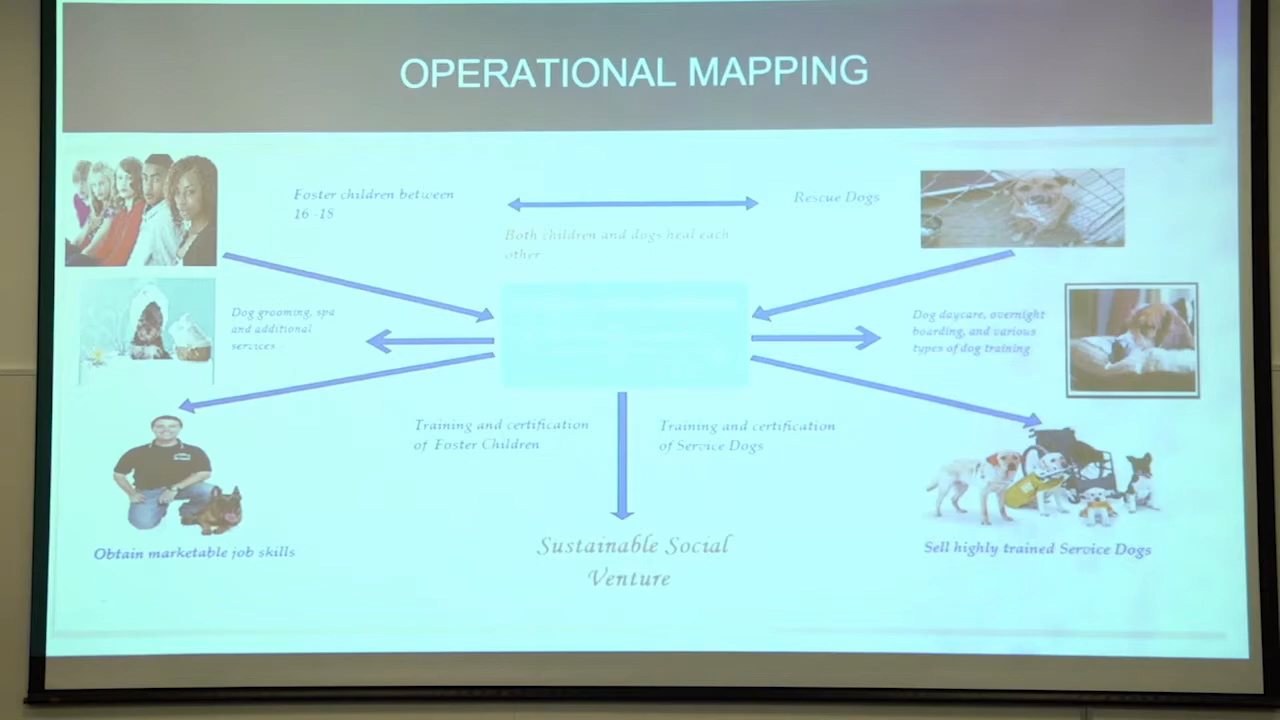 OPERATIONAL MAPPING
Foster children between
16 -18
Rescue Dogs
Both children and dogs heal each
other
Dog grooming, spa
and additional
services
Dog daycare, overnight
boarding, and various
types of dog training
Training and certification
of Foster Children
Training and certification
of Service Dogs
Obtain marketable job skills
Sustainable Social
Venture
Sell highly trained Service Dogs